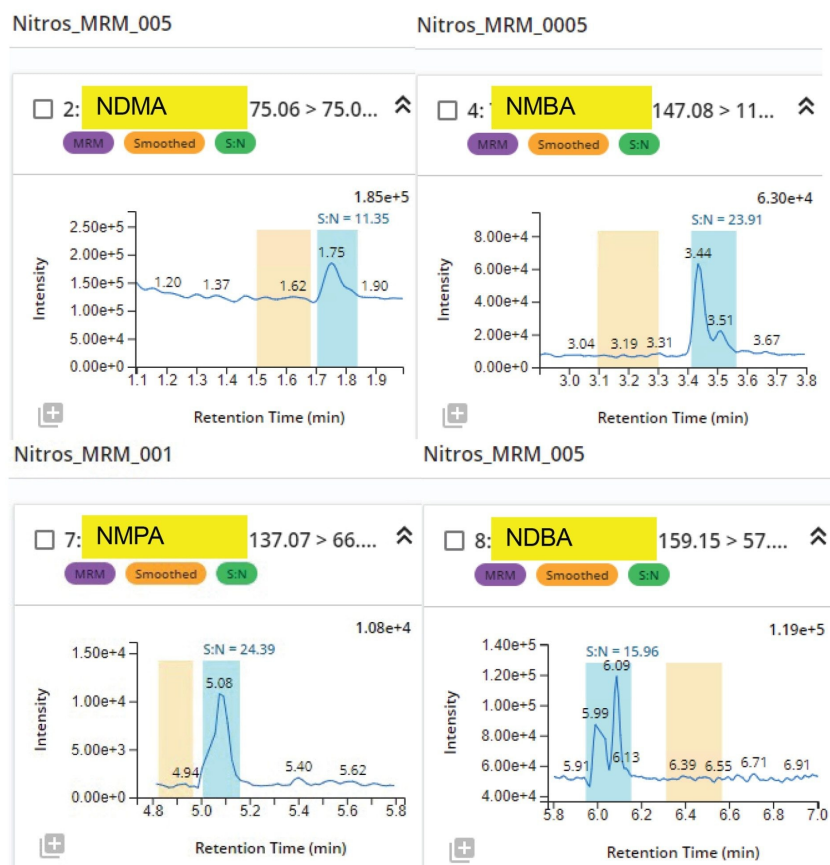 Nitros_MRM_005
2: NDMA 75.06 > 75.0...
MRM Smoothed S:N
1.85e+5
S:N = 11.35
2.50e+5
2.00e+5
1.50e+5
1.00e+5
5.00e+4
0.00e+0
Intensity
1.20
1.37
1.62
1.75
1.90
1.1 1.2 1.3 1.4 1.5 1.6 1.7 1.8 1.9
Retention Time (min)
Nitros_MRM_0005
4: NMBA 147.08 > 11...
MRM Smoothed S:N
6.30e+4
S:N = 23.91
8.00e+4
6.00e+4
4.00e+4
2.00e+4
0.00e+0
Intensity
3.04
3.19
3.31
3.44
3.51
3.67
3.0 3.1 3.2 3.3 3.4 3.5 3.6 3.7 3.8
Retention Time (min)
Nitros_MRM_001
7: NMPA 137.07 > 66....
MRM Smoothed S:N
1.08e+4
S:N = 24.39
1.50e+4
1.00e+4
5.00e+3
0.00e+0
Intensity
4.94
5.08
5.40
5.62
4.8 5.0 5.2 5.4 5.6 5.8
Retention Time (min)
Nitros_MRM_005
8: NDBA 159.15 > 57....
MRM Smoothed S:N
1.19e+5
S:N = 15.96
1.40e+5
1.20e+5
1.00e+5
8.00e+4
6.00e+4
4.00e+4
Intensity
5.91
5.99
6.09
6.13
6.39
6.55
6.71
6.91
5.8 6.0 6.2 6.4 6.6 6.8 7.0
Retention Time (min)